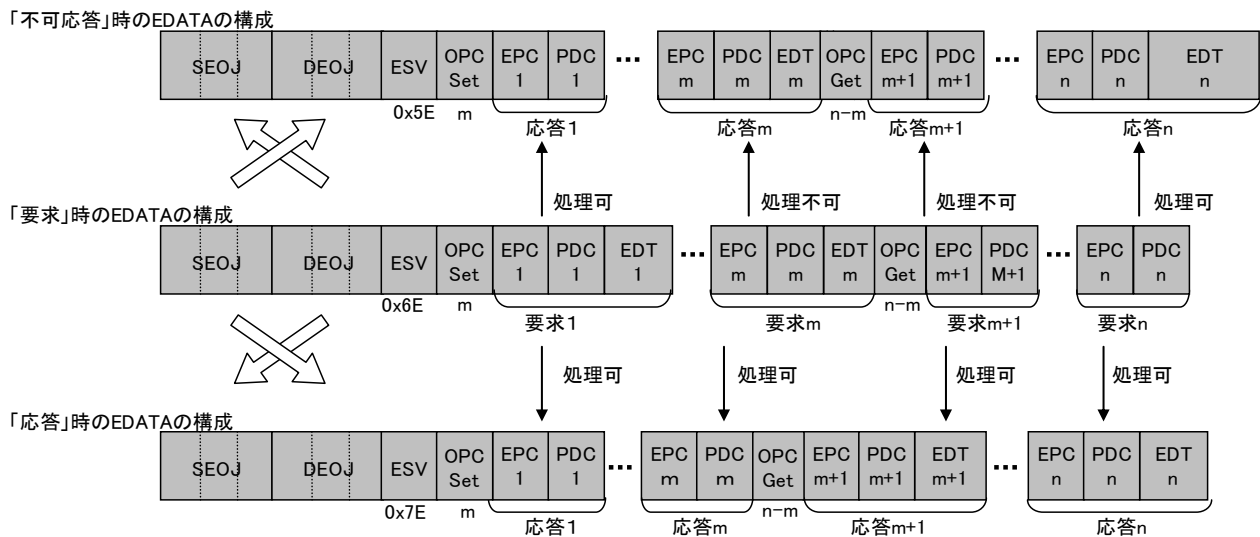 「不可応答」時のEDATAの構成
SEOJ DEOJ ESV OPC Set EPC 1 PDC 1 … EPC m PDC m EDT m OPC Get EPC m+1 PDC m+1 … EPC n PDC n EDT n
0x5E m 応答1 応答m n-m 応答m+1 応答n
処理可 処理不可 処理不可 処理可
「要求」時のEDATAの構成
SEOJ DEOJ ESV OPC Set EPC 1 PDC 1 EDT 1 … EPC m PDC m EDT m OPC Get EPC m+1 PDC M+1 … EPC n PDC n
0x6E m 要求1 要求m n-m 要求m+1 要求n
処理可 処理可 処理可 処理可
「応答」時のEDATAの構成
SEOJ DEOJ ESV OPC Set EPC 1 PDC 1 … EPC m PDC m OPC Get EPC m+1 PDC m+1 EDT m+1 … EPC n PDC n EDT n
0x7E m 応答1 応答m n-m 応答m+1 応答n